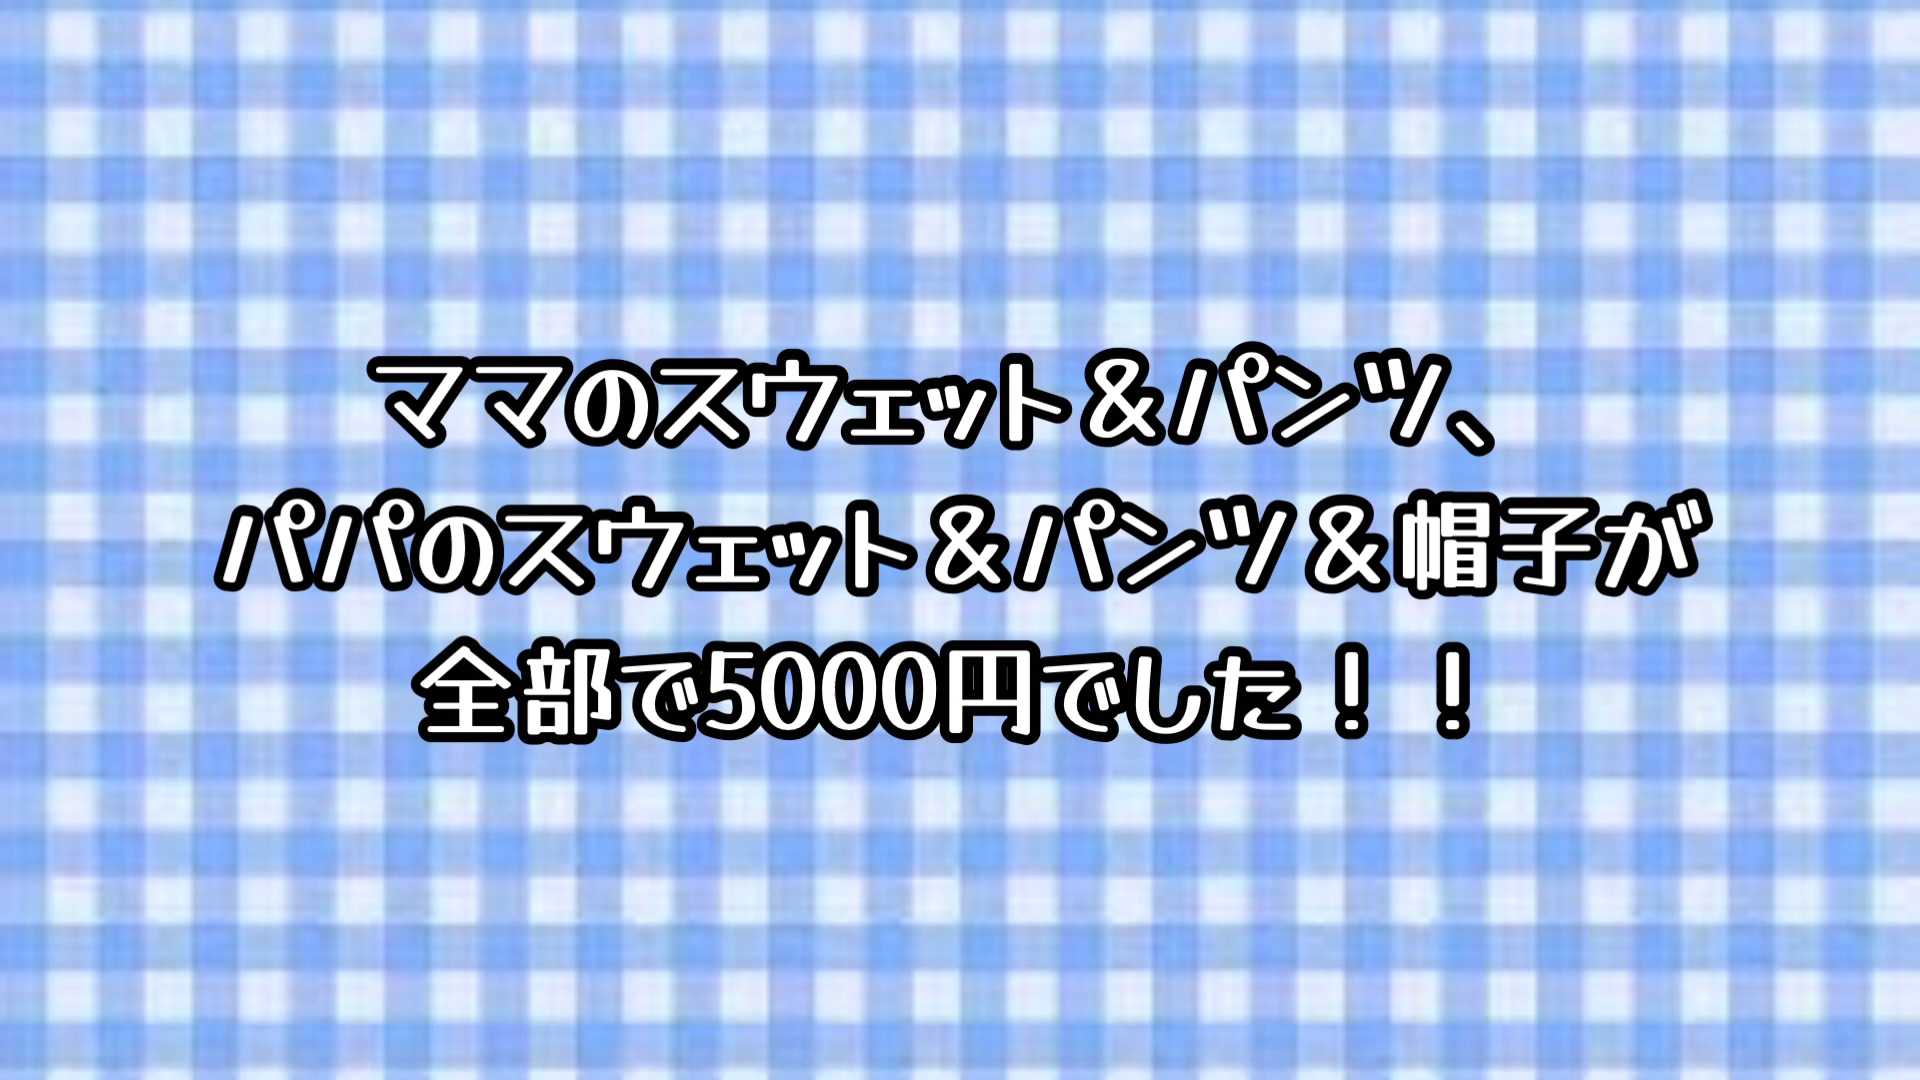 ママのスウェット＆パンツ、
パパのスウェット＆パンツ＆帽子が
全部で5000円でした！！